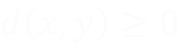 d(x, y) ≥ 0